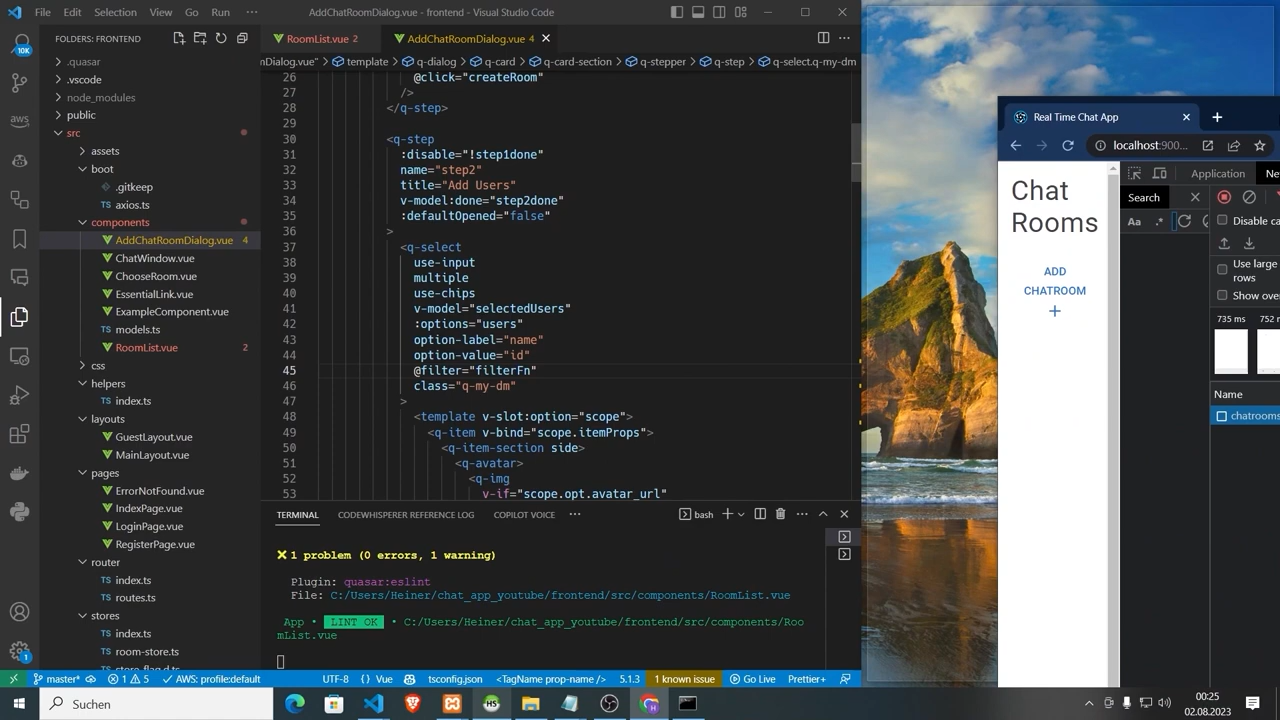 File Edit Selection View Go Run ··· AddChatRoomDialog.vue - frontend - Visual Studio Code
FOLDERS: FRONTEND
.quasar
.vscode
node_modules
public
src
assets
boot
.gitkeep
axios.ts
components
AddChatRoomDialog.vue 4
ChatWindow.vue
ChooseRoom.vue
EssentialLink.vue
ExampleComponent.vue
models.ts
RoomList.vue 2
css
helpers
index.ts
layouts
GuestLayout.vue
MainLayout.vue
pages
ErrorNotFound.vue
IndexPage.vue
LoginPage.vue
RegisterPage.vue
router
index.ts
routes.ts
stores
index.ts
room-store.ts
store-flag.d.ts
10K
aws
1
RoomList.vue 2 AddChatRoomDialog.vue 4
mDialog.vue" > template > q-dialog > q-card > q-card-section > q-stepper > q-step > q-select.q-my-dm
26 @click="createRoom"
27 />
28 </q-step>
29
30 <q-step
31 :disable="!step1done"
32 name="step2"
33 title="Add Users"
34 v-model:done="step2done"
35 :defaultOpened="false"
36
37 <q-select
38 use-input
39 multiple
40 use-chips
41 v-model="selectedUsers"
42 :options="users"
43 option-label="name"
44 option-value="id"
45 @filter="filterFn"
46 class="q-my-dm"
47 >
48 <template v-slot:option="scope">
49 <q-item v-bind="scope.itemProps">
50 <q-item-section side>
51 <q-avatar>
52 <q-img
53 v-if="scope.opt.avatar_url"
TERMINAL CODEWHISPERER REFERENCE LOG COPILOT VOICE ··· bash
1 problem (0 errors, 1 warning)
Plugin: quasar:eslint
File: C:/Users/Heiner/chat_app_youtube/frontend/src/components/RoomList.vue
App • LINT OK • C:/Users/Heiner/chat_app_youtube/frontend/src/components/Roo
mList.vue
master* 1 5 AWS: profile:default UTF-8 {} Vue tsconfig.json <TagName prop-name /> 5.1.3 1 known issue Go Live Prettier+
Real Time Chat App
localhost:900...
Chat
Rooms
ADD
CHATROOM
+
Application Ne
Search
Aa .*
Disable ca
Use large
rows
Show over
735 ms 752 m
Name
chatrooms
Suchen
00:25
02.08.2023